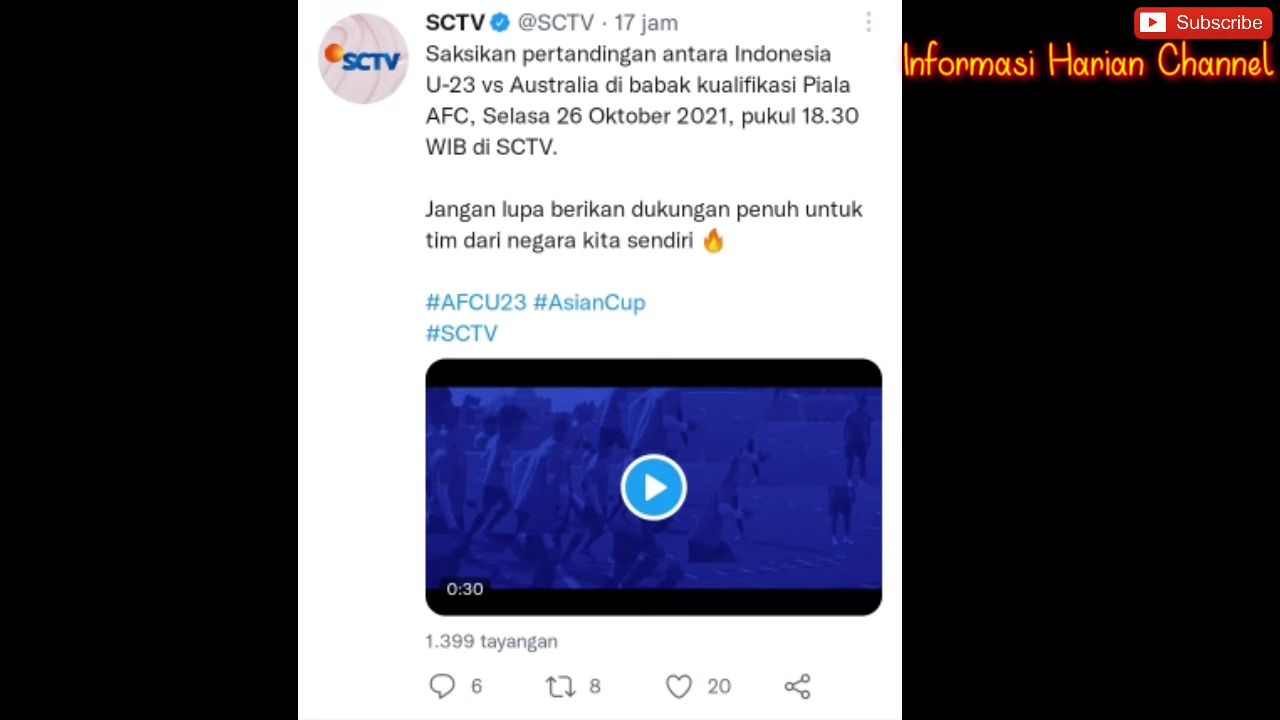 SCTV @SCTV · 17 jam
SCTV
Saksikan pertandingan antara Indonesia
U-23 vs Australia di babak kualifikasi Piala
AFC, Selasa 26 Oktober 2021, pukul 18.30
WIB di SCTV.
Jangan lupa berikan dukungan penuh untuk
tim dari negara kita sendiri 🔥
#AFCU23 #AsianCup
#SCTV
0:30
1.399 tayangan
6 8 20
Subscribe
Informasi Harian Channel